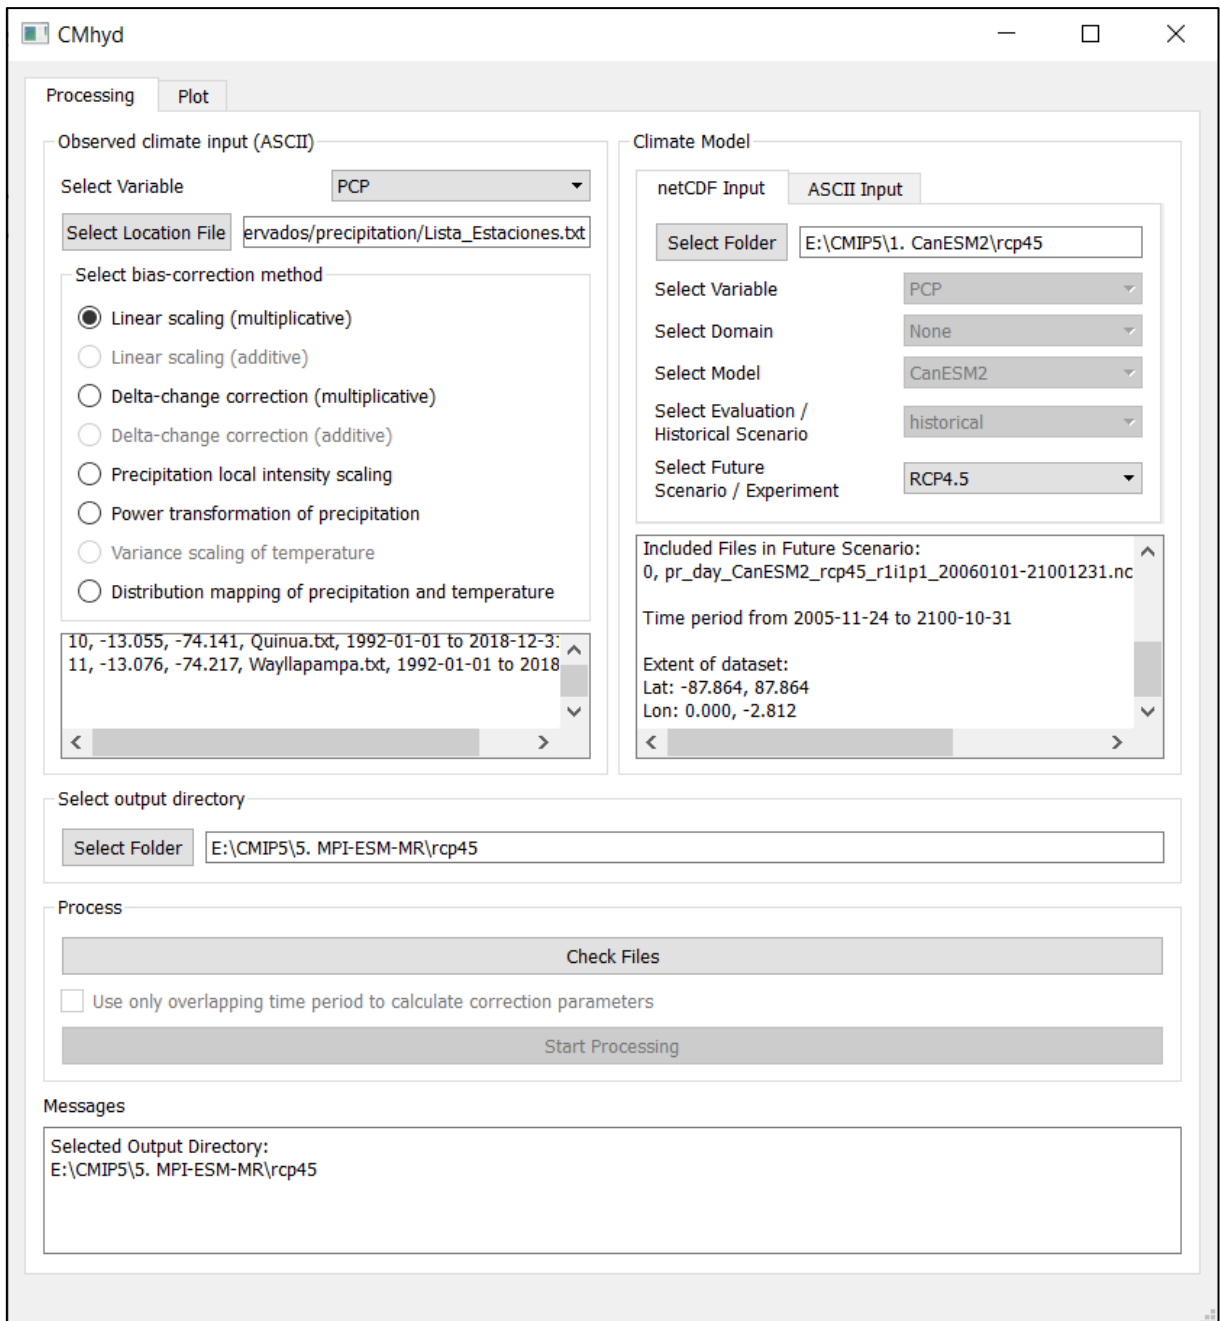 CMhyd
Processing
Plot
Observed climate input (ASCII)
Select Variable
PCP
Select Location File
ervados/precipitation/Lista_Estaciones.txt
Select bias-correction method
Linear scaling (multiplicative)
Linear scaling (additive)
Delta-change correction (multiplicative)
Delta-change correction (additive)
Precipitation local intensity scaling
Power transformation of precipitation
Variance scaling of temperature
Distribution mapping of precipitation and temperature
10, -13.055, -74.141, Quinua.txt, 1992-01-01 to 2018-12-31
11, -13.076, -74.217, Wayllapampa.txt, 1992-01-01 to 2018
Climate Model
netCDF Input
ASCII Input
Select Folder
E:\CMIP5\1. CanESM2\rcp45
Select Variable
PCP
Select Domain
None
Select Model
CanESM2
Select Evaluation /
Historical Scenario
historical
Select Future
Scenario / Experiment
RCP4.5
Included Files in Future Scenario:
0, pr_day_CanESM2_rcp45_r1i1p1_20060101-21001231.nc
Time period from 2005-11-24 to 2100-10-31
Extent of dataset:
Lat: -87.864, 87.864
Lon: 0.000, -2.812
Select output directory
Select Folder
E:\CMIP5\5. MPI-ESM-MR\rcp45
Process
Check Files
Use only overlapping time period to calculate correction parameters
Start Processing
Messages
Selected Output Directory:
E:\CMIP5\5. MPI-ESM-MR\rcp45